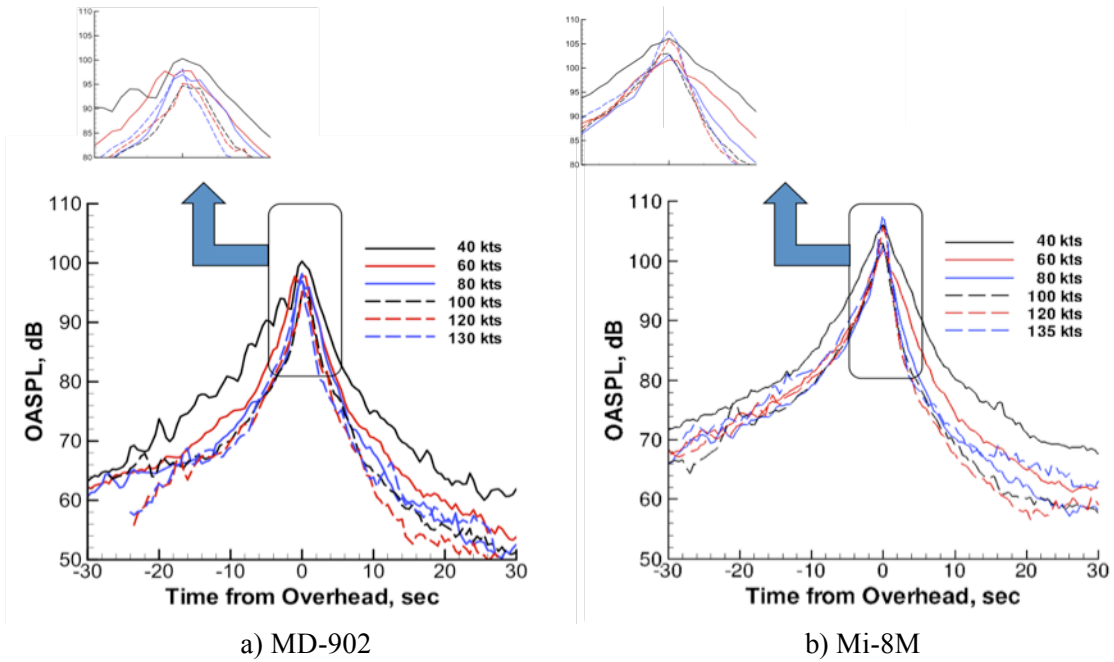 110
105
100
95
90
85
80
110
105
100
95
90
85
80
110
100
90
80
70
60
50
OASPL, dB
40 kts
60 kts
80 kts
100 kts
120 kts
130 kts
-30 -20 -10 0 10 20 30
Time from Overhead, sec
110
100
90
80
70
60
50
OASPL, dB
40 kts
60 kts
80 kts
100 kts
120 kts
135 kts
-30 -20 -10 0 10 20 30
Time from Overhead, sec
a) MD-902
b) Mi-8M